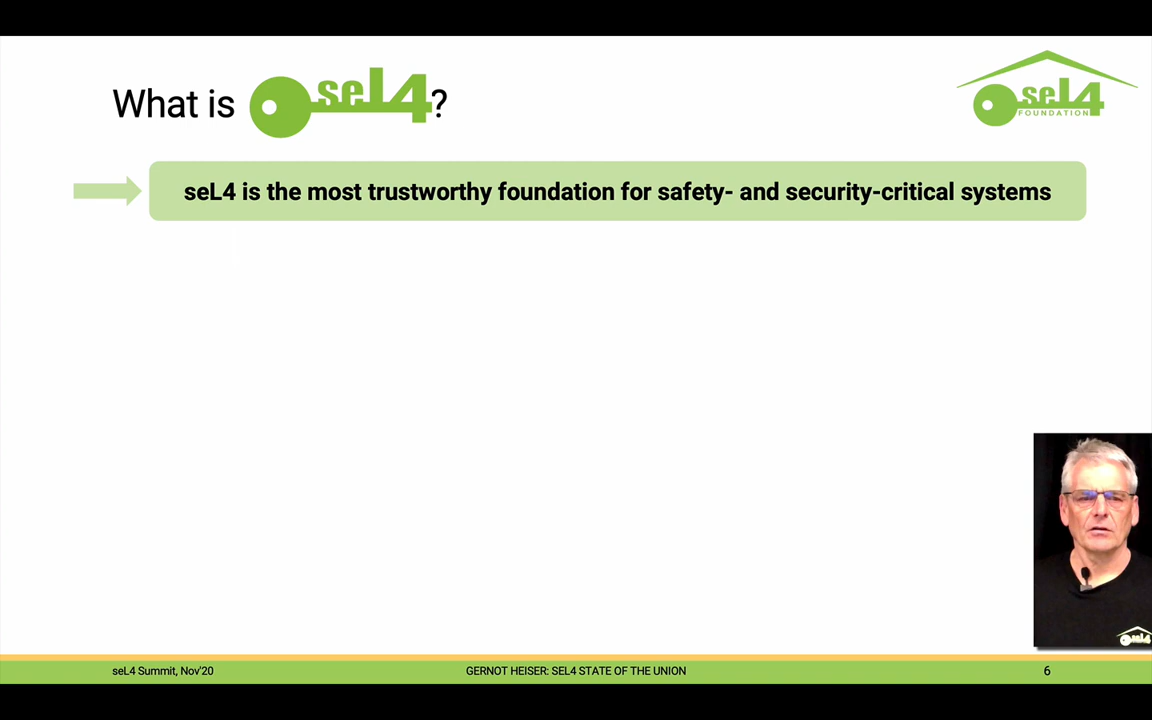 What is seL4?
seL4
FOUNDATION
seL4 is the most trustworthy foundation for safety- and security-critical systems
seL4
seL4 Summit, Nov'20
GERNOT HEISER: SEL4 STATE OF THE UNION
6